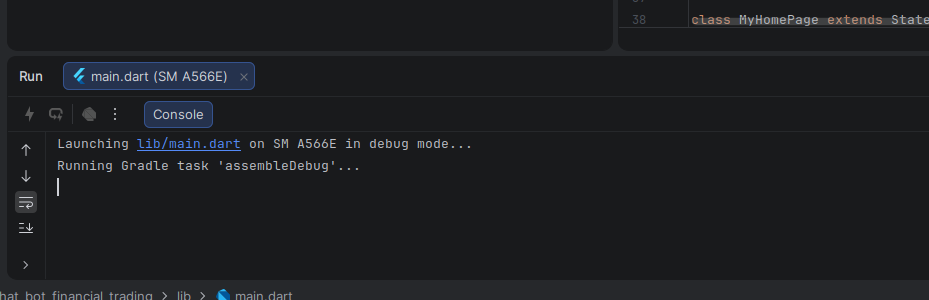 38 class MyHomePage extends State
Run main.dart (SM A566E)
Console
Launching lib/main.dart on SM A566E in debug mode...
Running Gradle task 'assembleDebug'...
hat_bot_financial_trading > lib > main.dart